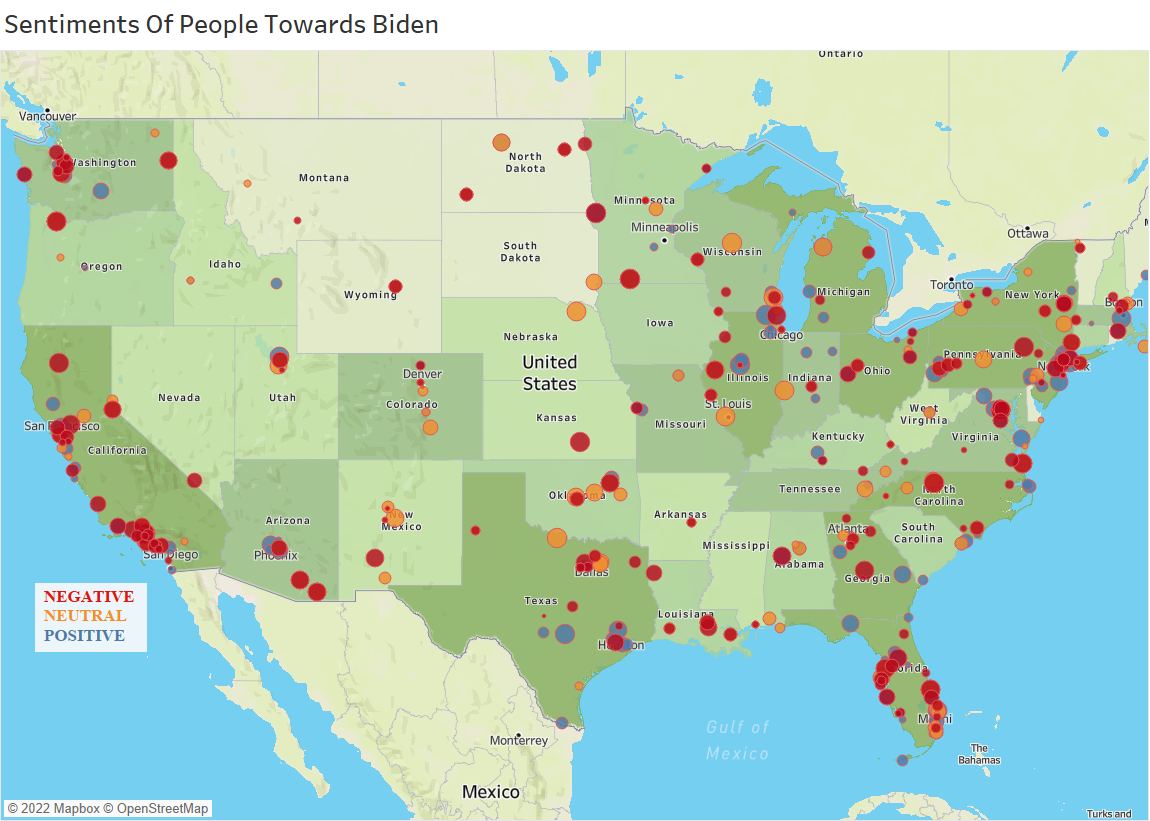 Sentiments Of People Towards Biden
Ontario
Vancouver
Washington
Montana
North
Dakota
Minnesota
Minneapolis
Ottawa
South
Dakota
Wisconsin
Oregon
Idaho
Wyoming
Toronto
Michigan
New York
Boston
Iowa
Chicago
Nebraska
Pennsylvania
United
States
Denver
Illinois
Indiana
Ohio
Nevada
Utah
Colorado
St. Louis
West
Virginia
San Francisco
Kansas
Missouri
California
Kentucky
Virginia
Oklahoma
Tennessee
North
Carolina
Arizona
New
Mexico
Arkansas
Atlanta
South
Carolina
San Diego
Phoenix
Mississippi
Alabama
Dallas
Georgia
NEGATIVE
NEUTRAL
POSITIVE
Texas
Louisiana
Houston
Florida
Miami
Gulf of
Mexico
Monterrey
The
Bahamas
Mexico
© 2022 Mapbox © OpenStreetMap
Turks and